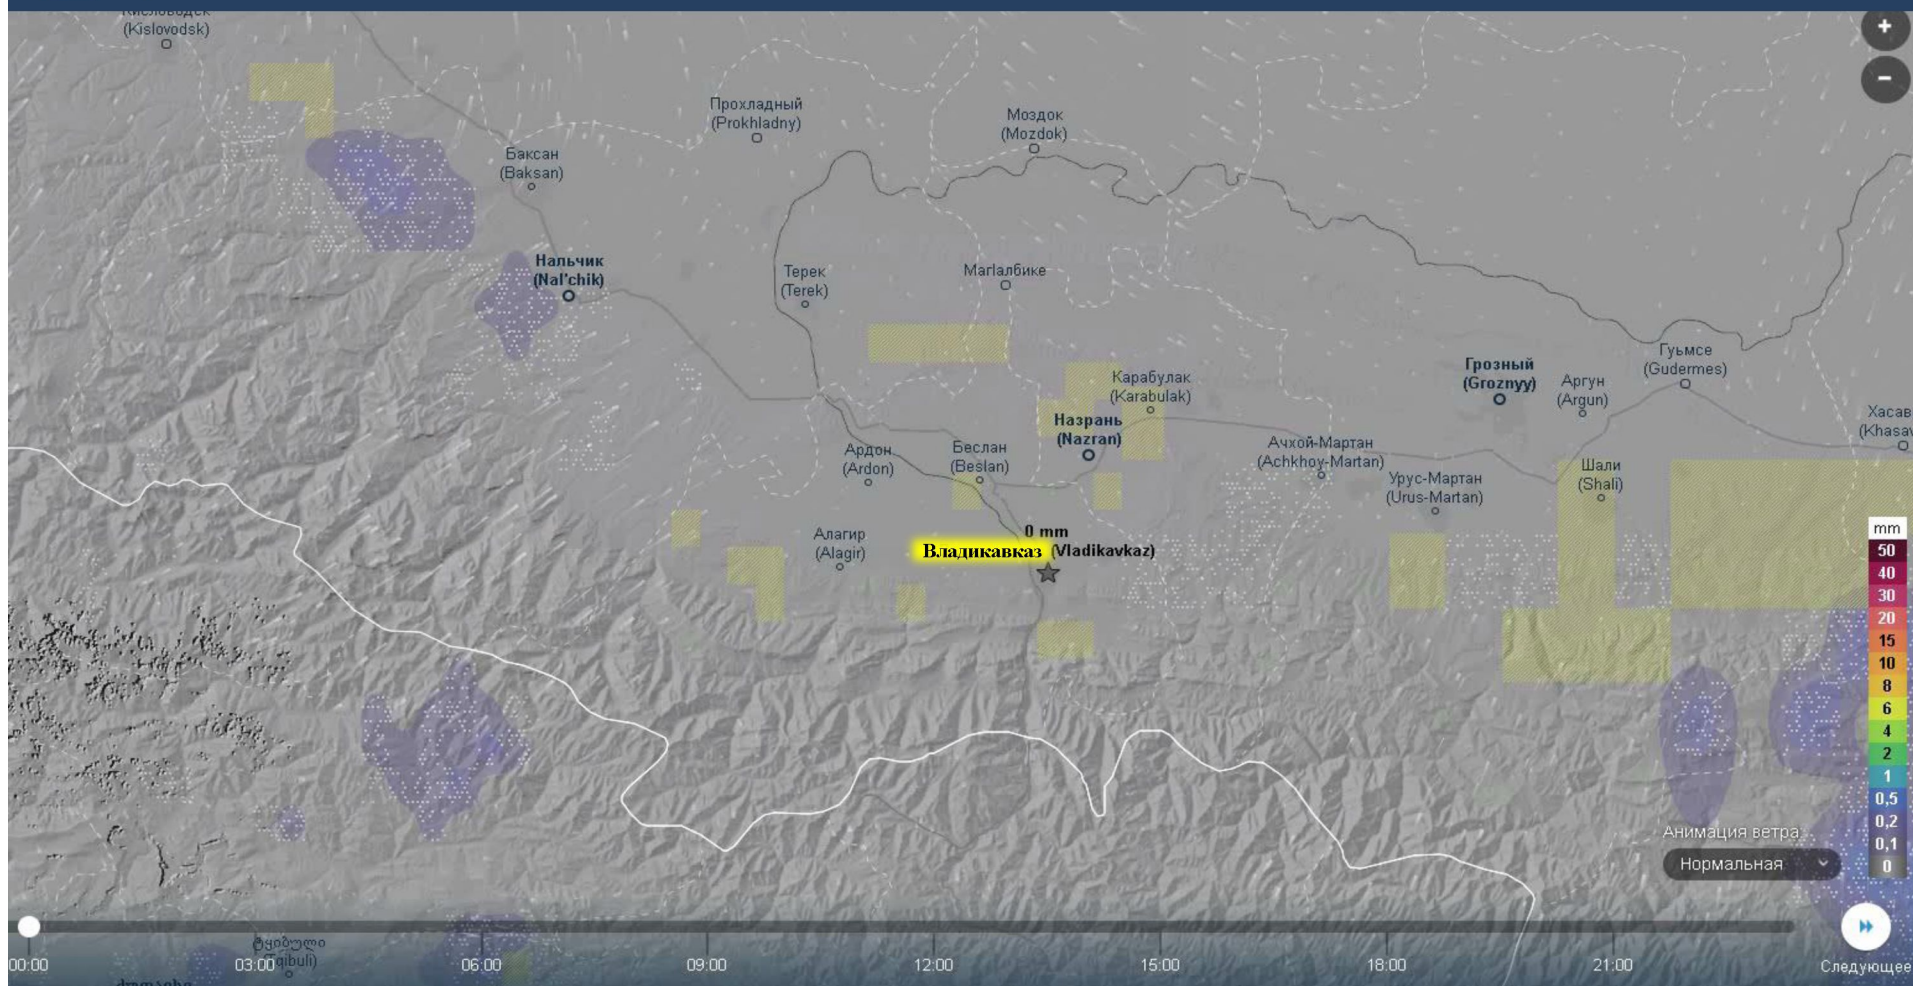 Кисловодск
(Kislovodsk)
Прохладный
(Prokhladny)
Моздок
(Mozdok)
Баксан
(Baksan)
Нальчик
(Nal'chik)
Терек
(Terek)
Магӏалбике
Карабулак
(Karabulak)
Назрань
(Nazran)
Грозный
(Groznyy)
Аргун
(Argun)
Гуьмсе
(Gudermes)
Хасав
(Khasav
Ардон
(Ardon)
Беслан
(Beslan)
Ачхой-Мартан
(Achkhoy-Martan)
Урус-Мартан
(Urus-Martan)
Шали
(Shali)
Алагир
(Alagir)
0 mm
Владикавказ (Vladikavkaz)
mm
50
40
30
20
15
10
8
6
4
2
1
0,5
0,2
0,1
0
Анимация ветра
Нормальная
ტყიბული
(Tqibuli)
00:00 03:00 06:00 09:00 12:00 15:00 18:00 21:00 Следующее